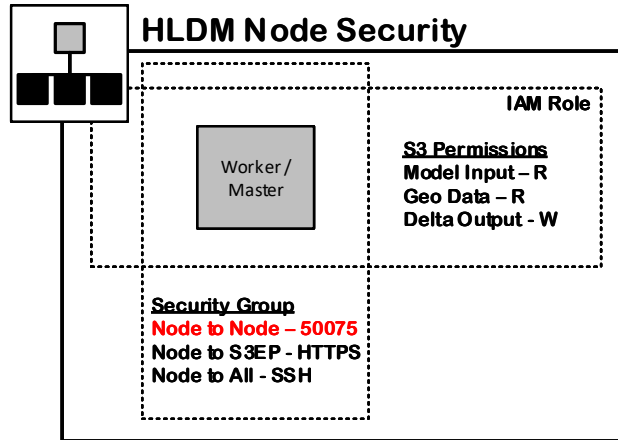 HLDM Node Security
IAM Role
Worker /
Master
S3 Permissions
Model Input – R
Geo Data – R
Delta Output - W
Security Group
Node to Node – 50075
Node to S3EP - HTTPS
Node to All - SSH